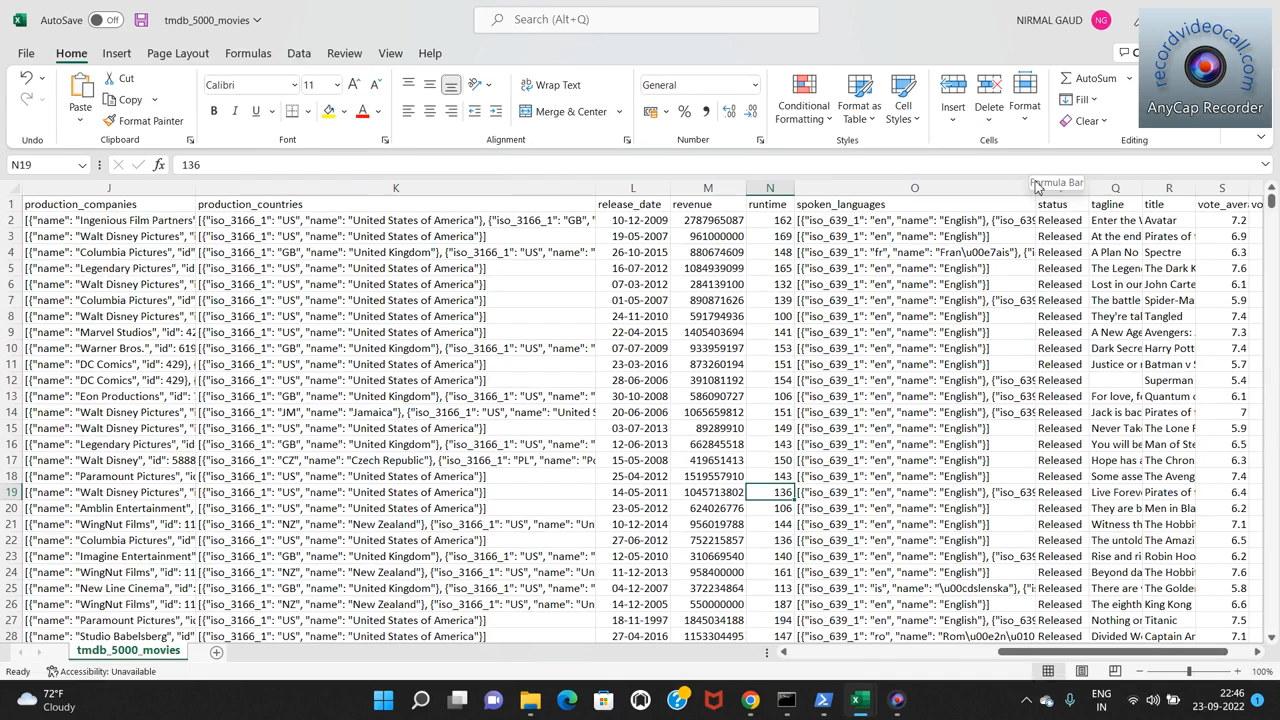 AutoSave Off tmdb_5000_movies Search (Alt+Q) NIRMAL GAUD NG
File Home Insert Page Layout Formulas Data Review View Help
recordvideocall.com
AnyCap Recorder
Paste Cut Copy Format Painter
Calibri 11 B I U
Wrap Text Merge & Center
General
Conditional Formatting Format as Table Cell Styles
Insert Delete Format
AutoSum Fill Clear
Undo Clipboard Font Alignment Number Styles Cells Editing
N19 fx 136
Formula Bar
J K L M N O Q R S
1 production_companies production_countries release_date revenue runtime spoken_languages status tagline title vote_avera vo
2 [{"name": "Ingenious Film Partners" [{"iso_3166_1": "US", "name": "United States of America"}, {"iso_3166_1": "GB", 10-12-2009 2787965087 162 [{"iso_639_1": "en", "name": "English"}, {"iso_639 Released Enter the W Avatar 7.2
3 [{"name": "Walt Disney Pictures", "id [{"iso_3166_1": "US", "name": "United States of America"}] 19-05-2007 961000000 169 [{"iso_639_1": "en", "name": "English"}] Released At the end Pirates of t 6.9
4 [{"name": "Columbia Pictures", "id": [{"iso_3166_1": "GB", "name": "United Kingdom"}, {"iso_3166_1": "US", "name": 26-10-2015 880674609 148 [{"iso_639_1": "fr", "name": "Fran\u00e7ais"}, {"i Released A Plan No Spectre 6.3
5 [{"name": "Legendary Pictures", "id" [{"iso_3166_1": "US", "name": "United States of America"}] 16-07-2012 1084939099 165 [{"iso_639_1": "en", "name": "English"}] Released The Legen The Dark K 7.6
6 [{"name": "Walt Disney Pictures", "id [{"iso_3166_1": "US", "name": "United States of America"}] 07-03-2012 284139100 132 [{"iso_639_1": "en", "name": "English"}] Released Lost in our John Carte 6.1
7 [{"name": "Columbia Pictures", "id": [{"iso_3166_1": "US", "name": "United States of America"}] 01-05-2007 890871626 139 [{"iso_639_1": "en", "name": "English"}, {"iso_639 Released The battle Spider-Ma 5.9
8 [{"name": "Walt Disney Pictures", "id [{"iso_3166_1": "US", "name": "United States of America"}] 24-11-2010 591794936 100 [{"iso_639_1": "en", "name": "English"}] Released They're tal Tangled 7.4
9 [{"name": "Marvel Studios", "id": 42 [{"iso_3166_1": "US", "name": "United States of America"}] 22-04-2015 1405403694 141 [{"iso_639_1": "en", "name": "English"}] Released A New Age Avengers: 7.3
10 [{"name": "Warner Bros.", "id": 619 [{"iso_3166_1": "GB", "name": "United Kingdom"}, {"iso_3166_1": "US", "name": 07-07-2009 933959197 153 [{"iso_639_1": "en", "name": "English"}] Released Dark Secre Harry Pott 7.4
11 [{"name": "DC Comics", "id": 429}, [{"iso_3166_1": "US", "name": "United States of America"}] 23-03-2016 873260194 151 [{"iso_639_1": "en", "name": "English"}] Released Justice or Batman v S 5.7
12 [{"name": "DC Comics", "id": 429}, [{"iso_3166_1": "US", "name": "United States of America"}] 28-06-2006 391081192 154 [{"iso_639_1": "en", "name": "English"}, {"iso_639 Released Superman 5.4
13 [{"name": "Eon Productions", "id": [{"iso_3166_1": "GB", "name": "United Kingdom"}, {"iso_3166_1": "US", "name": 30-10-2008 586090727 106 [{"iso_639_1": "en", "name": "English"}, {"iso_639 Released For love, f Quantum c 6.1
14 [{"name": "Walt Disney Pictures", "id [{"iso_3166_1": "JM", "name": "Jamaica"}, {"iso_3166_1": "US", "name": "United S 20-06-2006 1065659812 151 [{"iso_639_1": "en", "name": "English"}, {"iso_639 Released Jack is bac Pirates of t 7
15 [{"name": "Walt Disney Pictures", "id [{"iso_3166_1": "US", "name": "United States of America"}] 03-07-2013 89289910 149 [{"iso_639_1": "en", "name": "English"}] Released Never Take The Lone F 5.9
16 [{"name": "Legendary Pictures", "id" [{"iso_3166_1": "GB", "name": "United Kingdom"}, {"iso_3166_1": "US", "name": 12-06-2013 662845518 143 [{"iso_639_1": "en", "name": "English"}] Released You will be Man of Ste 6.5
17 [{"name": "Walt Disney", "id": 5888 [{"iso_3166_1": "CZ", "name": "Czech Republic"}, {"iso_3166_1": "PL", "name": "Po 15-05-2008 419651413 150 [{"iso_639_1": "en", "name": "English"}] Released Hope has a The Chron 6.3
18 [{"name": "Paramount Pictures", "id [{"iso_3166_1": "US", "name": "United States of America"}] 25-04-2012 1519557910 143 [{"iso_639_1": "en", "name": "English"}] Released Some asse The Aveng 7.4
19 [{"name": "Walt Disney Pictures", "id [{"iso_3166_1": "US", "name": "United States of America"}] 14-05-2011 1045713802 136 [{"iso_639_1": "en", "name": "English"}, {"iso_639 Released Live Forev Pirates of t 6.4
20 [{"name": "Amblin Entertainment", [{"iso_3166_1": "US", "name": "United States of America"}] 23-05-2012 624026776 106 [{"iso_639_1": "en", "name": "English"}] Released They are b Men in Bla 6.2
21 [{"name": "WingNut Films", "id": 11 [{"iso_3166_1": "NZ", "name": "New Zealand"}, {"iso_3166_1": "US", "name": "Un 10-12-2014 956019788 144 [{"iso_639_1": "en", "name": "English"}] Released Witness th The Hobbit 7.1
22 [{"name": "Columbia Pictures", "id": [{"iso_3166_1": "US", "name": "United States of America"}] 27-06-2012 752215857 136 [{"iso_639_1": "en", "name": "English"}] Released The untold The Amazi 6.5
23 [{"name": "Imagine Entertainment" [{"iso_3166_1": "GB", "name": "United Kingdom"}, {"iso_3166_1": "US", "name": 12-05-2010 310669540 140 [{"iso_639_1": "en", "name": "English"}, {"iso_639 Released Rise and ri Robin Hoo 6.2
24 [{"name": "WingNut Films", "id": 11 [{"iso_3166_1": "NZ", "name": "New Zealand"}, {"iso_3166_1": "US", "name": "Un 11-12-2013 958400000 161 [{"iso_639_1": "en", "name": "English"}] Released Beyond da The Hobbit 7.6
25 [{"name": "New Line Cinema", "id": [{"iso_3166_1": "GB", "name": "United Kingdom"}, {"iso_3166_1": "US", "name": 04-12-2007 372234864 113 [{"iso_639_1": "is", "name": "\u00cdslenska", {"i Released There are The Golder 5.8
26 [{"name": "WingNut Films", "id": 11 [{"iso_3166_1": "NZ", "name": "New Zealand"}, {"iso_3166_1": "US", "name": "Un 14-12-2005 550000000 187 [{"iso_639_1": "en", "name": "English"}] Released The eighth King Kong 6.6
27 [{"name": "Paramount Pictures", "id [{"iso_3166_1": "US", "name": "United States of America"}] 18-11-1997 1845034188 194 [{"iso_639_1": "en", "name": "English"}, {"iso_639 Released Nothing or Titanic 7.5
28 [{"name": "Studio Babelsberg", "id": [{"iso_3166_1": "US", "name": "United States of America"}] 27-04-2016 1153304495 147 [{"iso_639_1": "ro", "name": "Rom\u00e2n\u010 Released Divided We Captain Ar 7.1
tmdb_5000_movies
Ready Accessibility: Unavailable 100%
72°F Cloudy ENG IN 22:46 23-09-2022